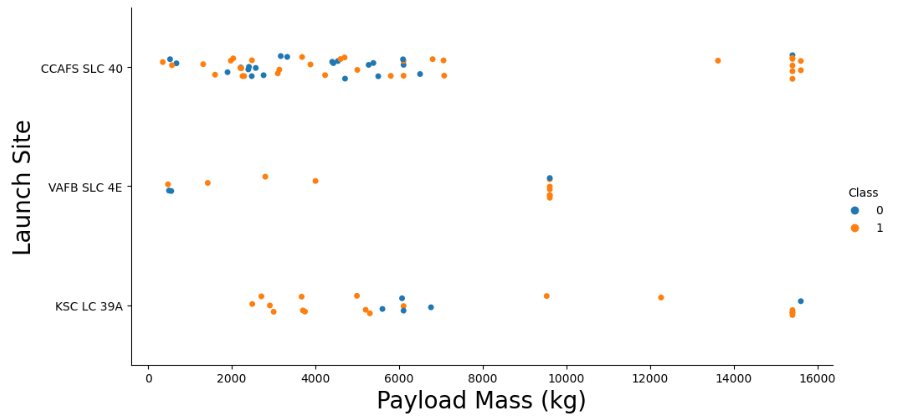 Launch Site
CCAFS SLC 40
VAFB SLC 4E
KSC LC 39A
0 2000 4000 6000 8000 10000 12000 14000 16000
Payload Mass (kg)
Class
0
1